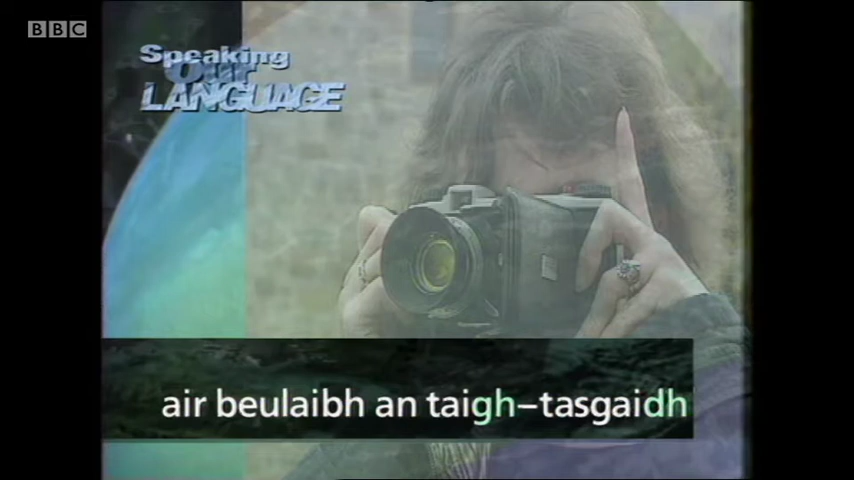 BBC
Speaking
Our
LANGUAGE
air beulaibh an taigh–tasgaidh